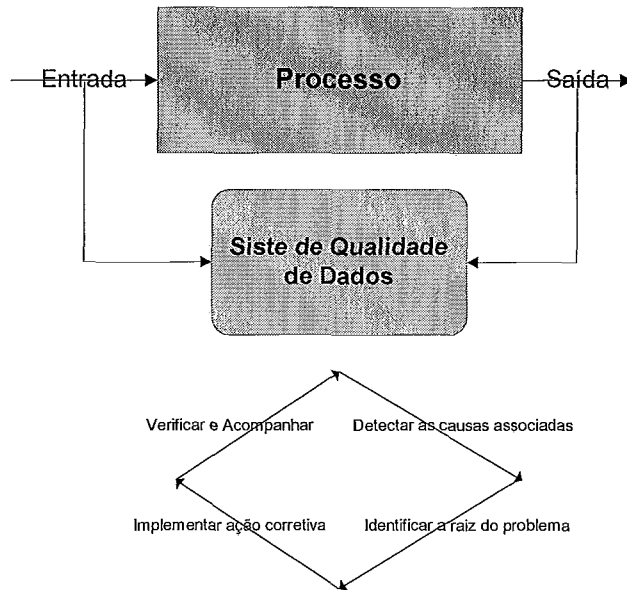 Entrada
Processo
Saída
Siste de Qualidade
de Dados
Verificar e Acompanhar
Detectar as causas associadas
Implementar ação corretiva
Identificar a raiz do problema